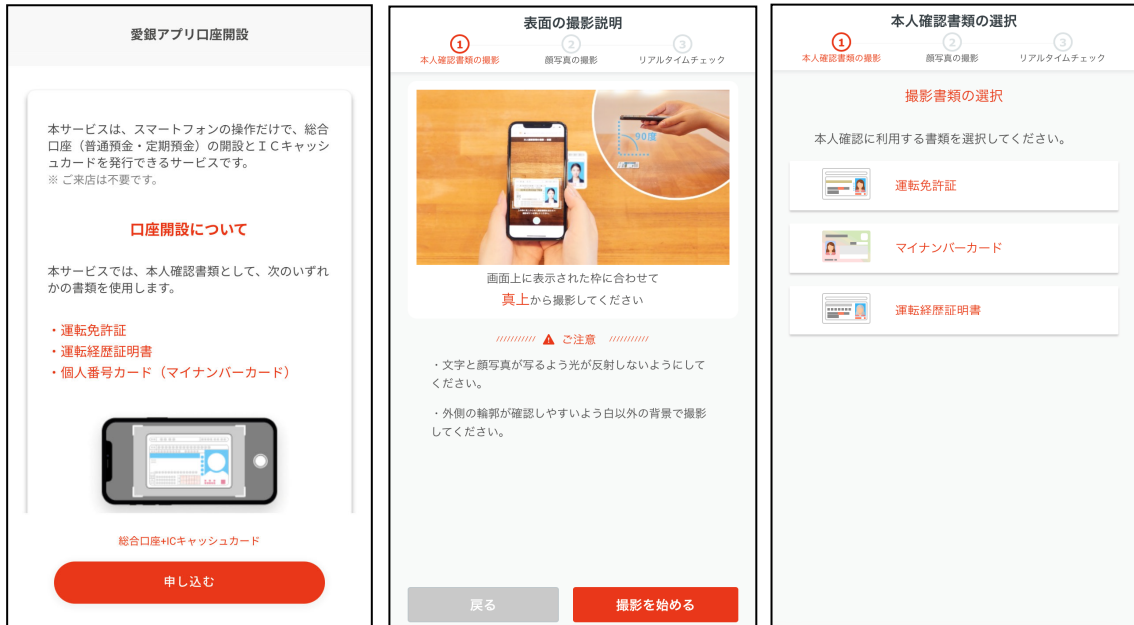 愛銀アプリ口座開設
本サービスは、スマートフォンの操作だけで、総合
口座（普通預金・定期預金）の開設とＩＣキャッシ
ュカードを発行できるサービスです。
※ ご来店は不要です。
口座開設について
本サービスでは、本人確認書類として、次のいずれ
かの書類を使用します。
・運転免許証
・運転経歴証明書
・個人番号カード（マイナンバーカード）
総合口座+ICキャッシュカード
申し込む
表面の撮影説明
1 2 3
本人確認書類の撮影 顔写真の撮影 リアルタイムチェック
90度
画面上に表示された枠に合わせて
真上から撮影してください
ご注意
・文字と顔写真が写るよう光が反射しないようにして
ください。
・外側の輪郭が確認しやすいよう白以外の背景で撮影
してください。
戻る 撮影を始める
本人確認書類の選択
1 2 3
本人確認書類の撮影 顔写真の撮影 リアルタイムチェック
撮影書類の選択
本人確認に利用する書類を選択してください。
運転免許証
マイナンバーカード
運転経歴証明書